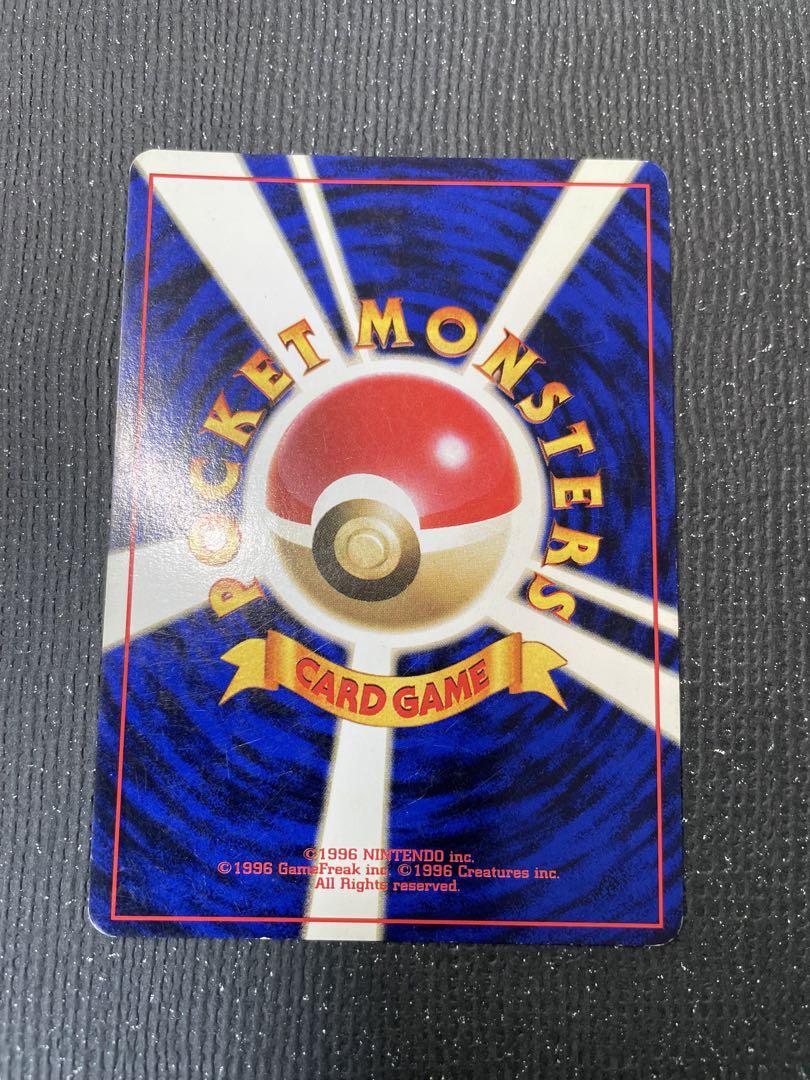 POCKET MONSTERS
CARD GAME
©1996 NINTENDO inc.
©1996 GameFreak inc. ©1996 Creatures inc.
All Rights reserved.